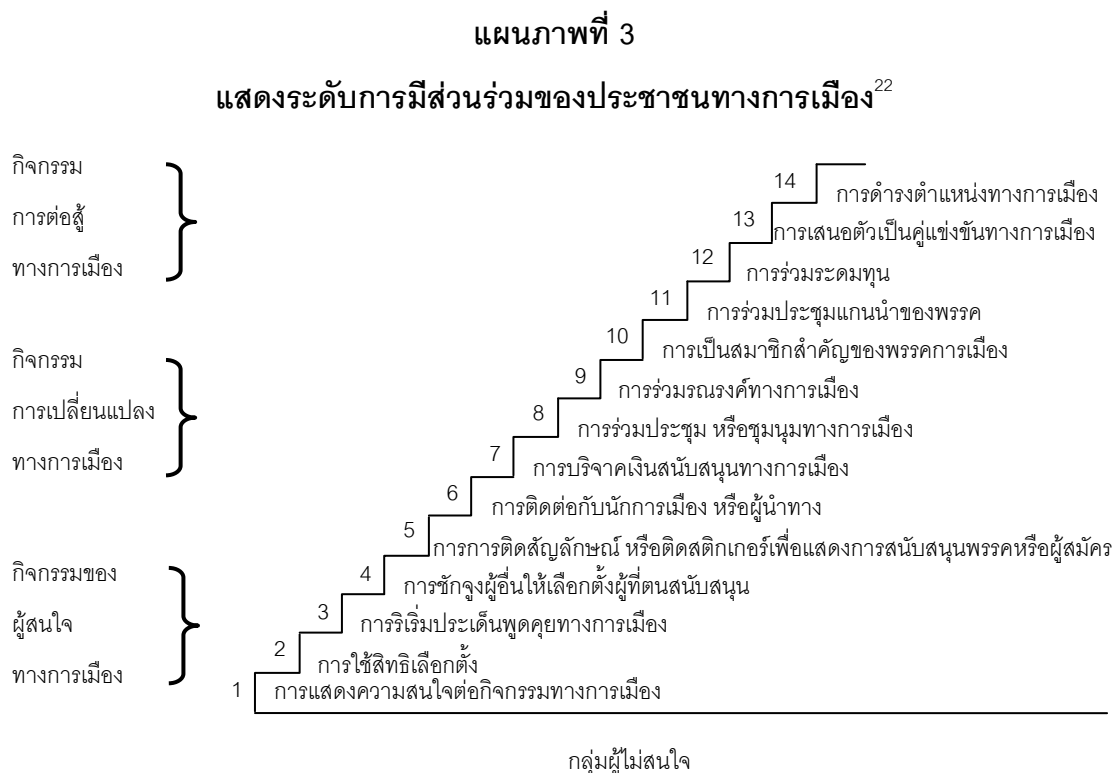 แผนภาพที่ 3
แสดงระดับการมีส่วนร่วมของประชาชนทางการเมือง22
กิจกรรม
การต่อสู้
ทางการเมือง
14
การดำรงตำแหน่งทางการเมือง
13
การเสนอตัวเป็นคู่แข่งขันทางการเมือง
12
การร่วมระดมทุน
11
การร่วมประชุมแกนนำของพรรค
กิจกรรม
การเปลี่ยนแปลง
ทางการเมือง
10
การเป็นสมาชิกสำคัญของพรรคการเมือง
9
การร่วมรณรงค์ทางการเมือง
8
การร่วมประชุม หรือชุมนุมทางการเมือง
7
การบริจาคเงินสนับสนุนทางการเมือง
6
การติดต่อกับนักการเมือง หรือผู้นำทาง
5
การการติดสัญลักษณ์ หรือติดสติกเกอร์เพื่อแสดงการสนับสนุนพรรคหรือผู้สมัคร
กิจกรรมของ
ผู้สนใจ
ทางการเมือง
4
การชักจูงผู้อื่นให้เลือกตั้งผู้ที่ตนสนับสนุน
3
การริเริ่มประเด็นพูดคุยทางการเมือง
2
การใช้สิทธิเลือกตั้ง
1
การแสดงความสนใจต่อกิจกรรมทางการเมือง
กลุ่มผู้ไม่สนใจ